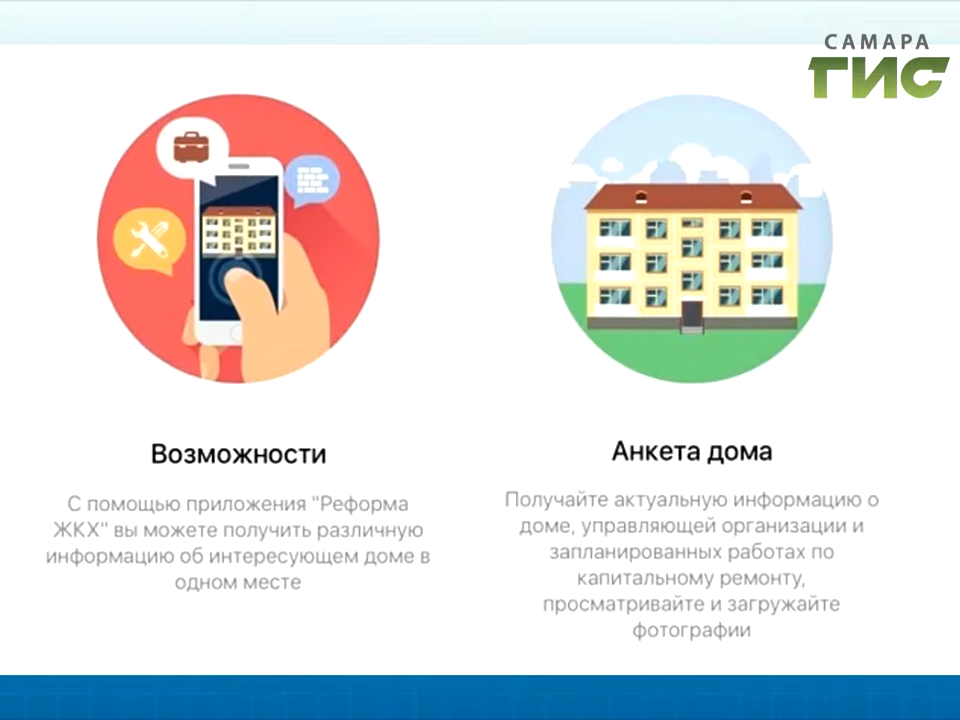 САМАРА
ГИС
Возможности
С помощью приложения "Реформа
ЖКХ" вы можете получить различную
информацию об интересующем доме в
одном месте
Анкета дома
Получайте актуальную информацию о
доме, управляющей организации и
запланированных работах по
капитальному ремонту,
просматривайте и загружайте
фотографии